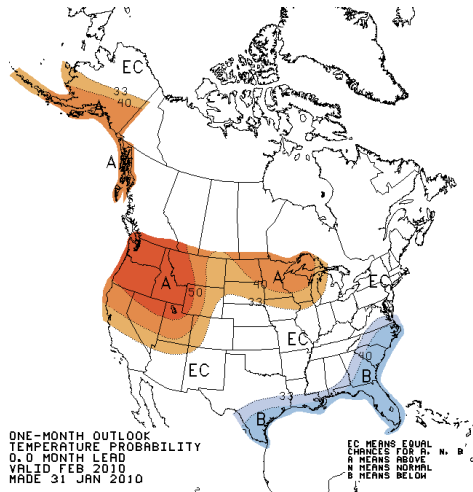 EC
33
40
A
A
A
50
40
A
33
EC
EC
EC
40
B
33
B
ONE-MONTH OUTLOOK
TEMPERATURE PROBABILITY
0.0 MONTH LEAD
VALID FEB 2010
MADE 31 JAN 2010
EC MEANS EQUAL
CHANCES FOR A, N, B
A MEANS ABOVE
N MEANS NORMAL
B MEANS BELOW